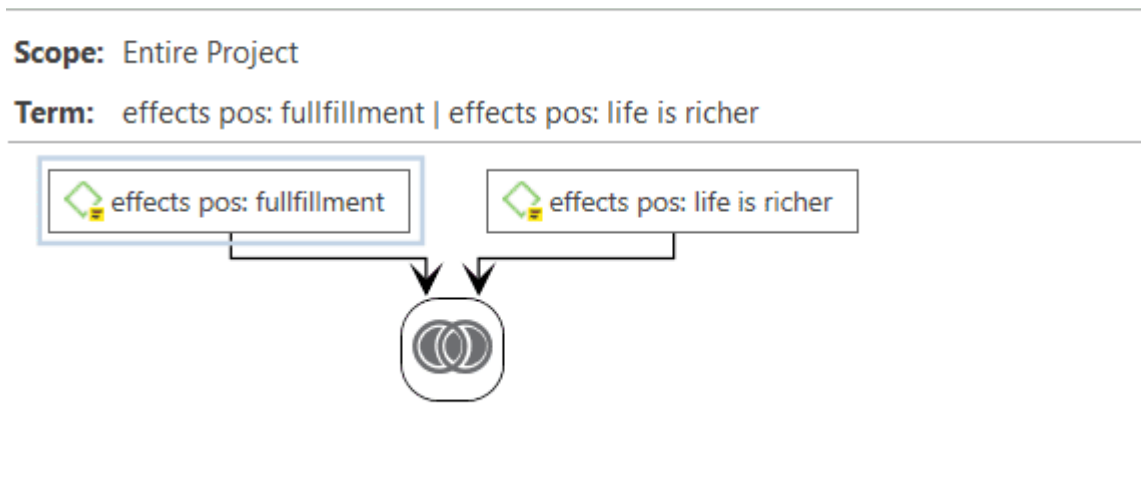 Scope: Entire Project
Term: effects pos: fullfillment | effects pos: life is richer
effects pos: fullfillment
effects pos: life is richer